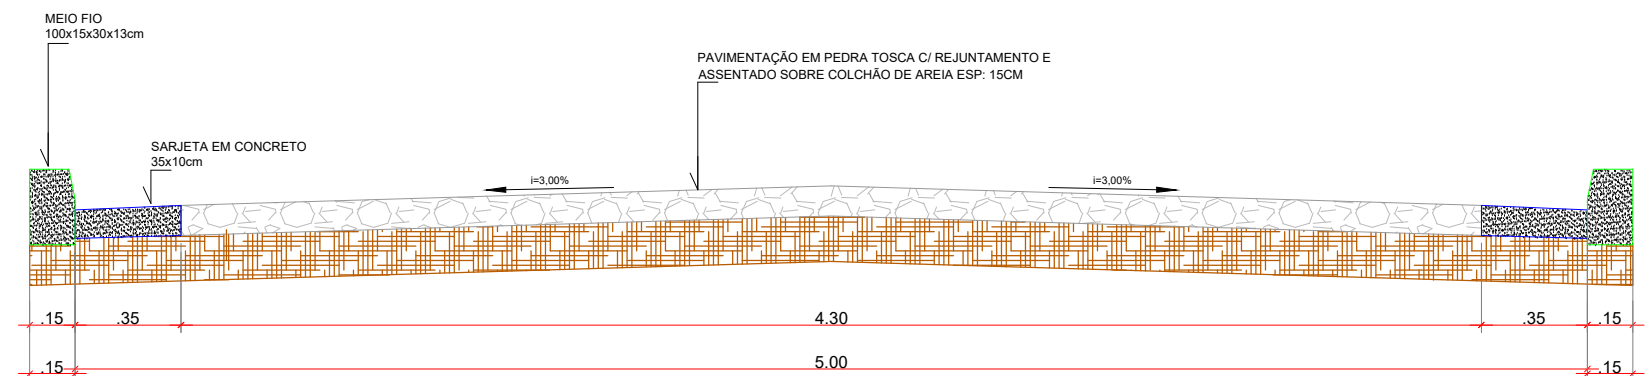 MEIO FIO
100x15x30x13cm
PAVIMENTAÇÃO EM PEDRA TOSCA C/ REJUNTAMENTO E
ASSENTADO SOBRE COLCHÃO DE AREIA ESP: 15CM
SARJETA EM CONCRETO
35x10cm
i=3,00%
i=3,00%
.15
.35
4.30
.35
.15
.15
5.00
.15